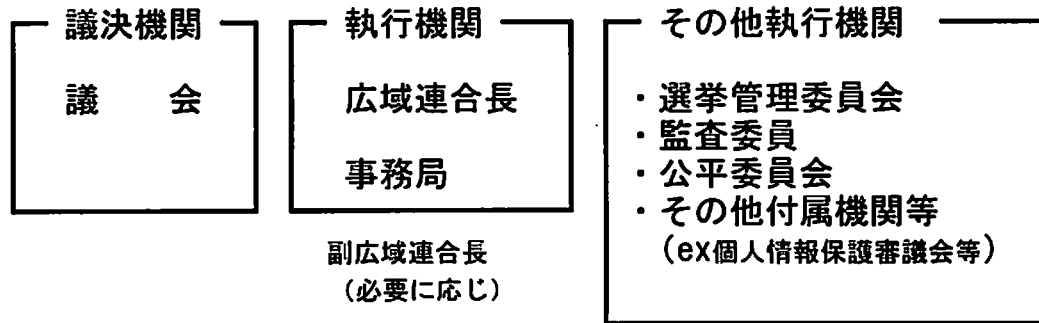 議決機関
議　　会
執行機関
広域連合長
事務局
副広域連合長
（必要に応じ）
その他執行機関
・選挙管理委員会
・監査委員
・公平委員会
・その他付属機関等
（ex個人情報保護審議会等）